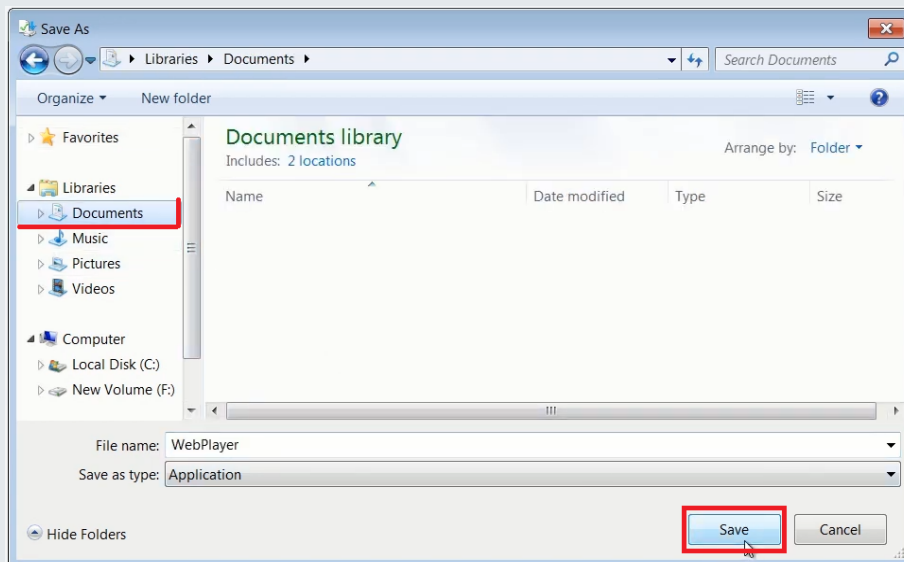 Save As
Libraries Documents
Search Documents
Organize New folder
?
Favorites
Libraries
Documents
Music
Pictures
Videos
Computer
Local Disk (C:)
New Volume (F:)
Documents library
Includes: 2 locations
Arrange by: Folder
Name Date modified Type Size
File name: WebPlayer
Save as type: Application
Hide Folders
Save Cancel